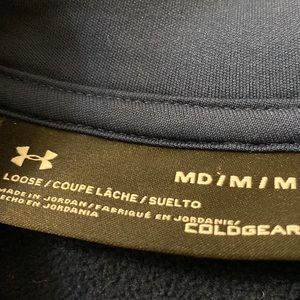 LOOSE / COUPE LÂCHE / SUELTO
MD / M / M
MADE IN JORDAN / FABRIQUÉ EN JORDANIE/
HECHO EN JORDANIA
COLDGEAR